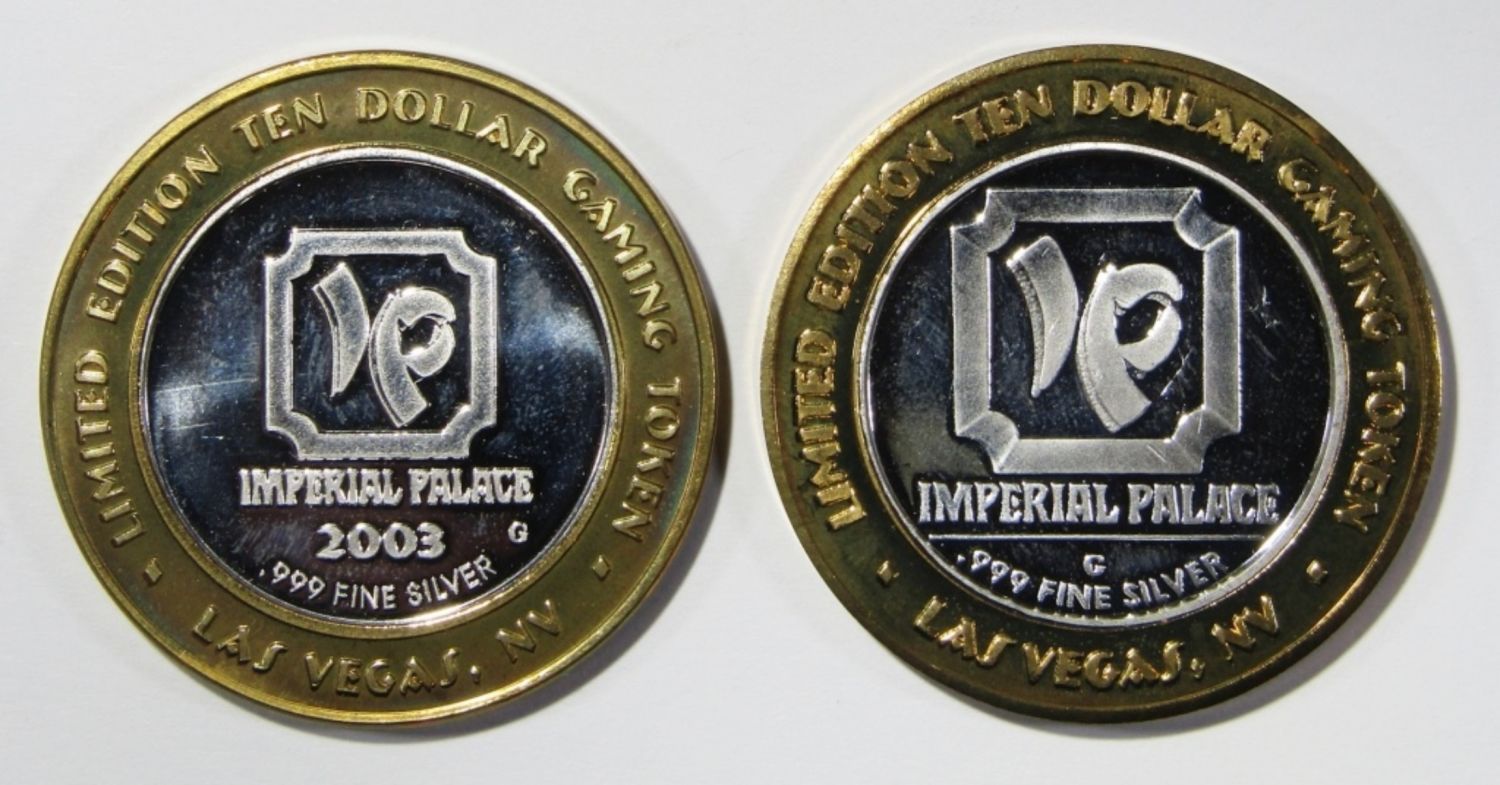 LIMITED EDITION TEN DOLLAR GAMING TOKEN
IP
IMPERIAL PALACE
2003
G
.999 FINE SILVER
- LAS VEGAS, NV -
LIMITED EDITION TEN DOLLAR GAMING TOKEN
IP
IMPERIAL PALACE
G
.999 FINE SILVER
- LAS VEGAS, NV -